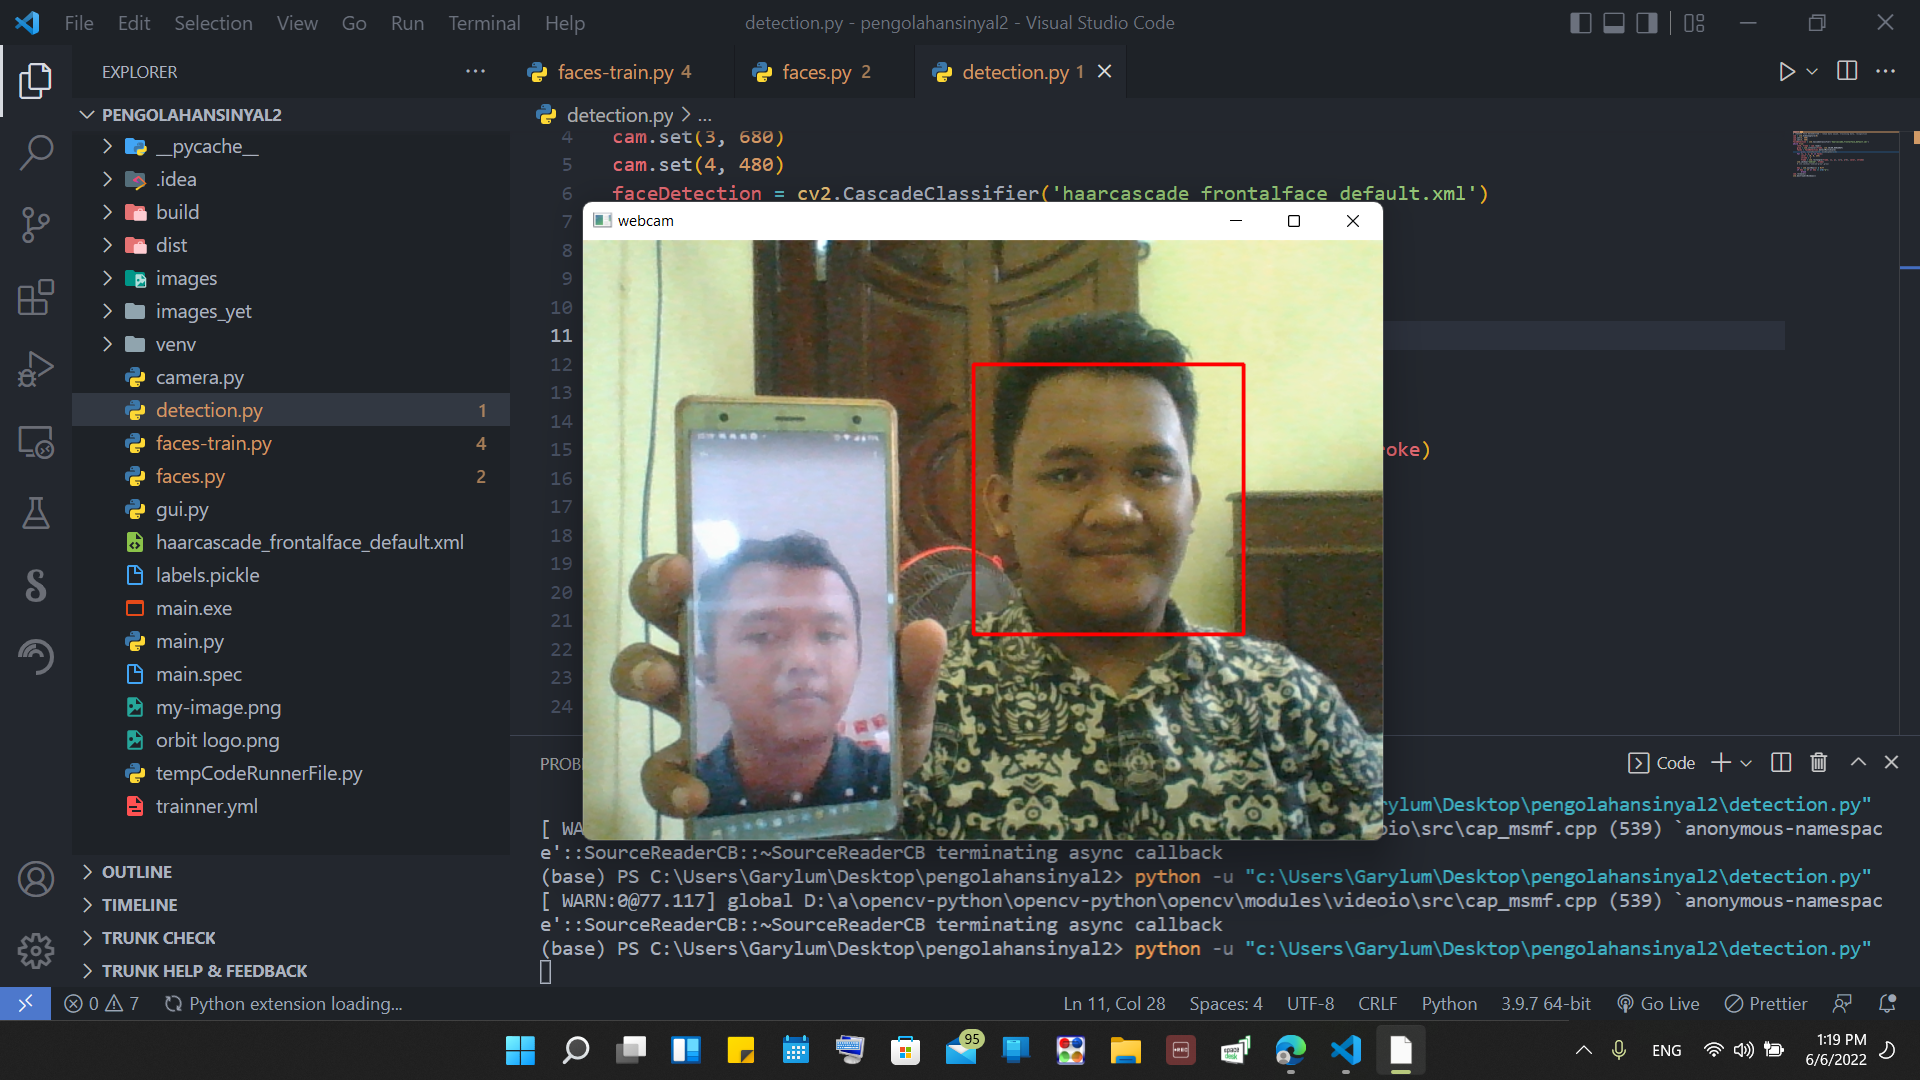 File Edit Selection View Go Run Terminal Help
detection.py - pengolahansinyal2 - Visual Studio Code
EXPLORER
faces-train.py 4
faces.py 2
detection.py 1
PENGOLAHANSINYAL2
detection.py > ...
__pycache__
.idea
build
dist
images
images_yet
venv
camera.py
detection.py 1
faces-train.py 4
faces.py 2
gui.py
haarcascade_frontalface_default.xml
labels.pickle
main.exe
main.py
main.spec
my-image.png
orbit logo.png
tempCodeRunnerFile.py
trainner.yml
OUTLINE
TIMELINE
TRUNK CHECK
TRUNK HELP & FEEDBACK
4 cam.set(3, 680)
5 cam.set(4, 480)
6 faceDetection = cv2.CascadeClassifier('haarcascade_frontalface_default.xml')
7
8
9
10
11
12
13
14
15 oke)
16
17
18
19
20
21
22
23
24
webcam
PROB
Code
rylum\Desktop\pengolahansinyal2\detection.py"
[ WA
oio\src\cap_msmf.cpp (539) `anonymous-namespac
e'::SourceReaderCB::~SourceReaderCB terminating async callback
(base) PS C:\Users\Garylum\Desktop\pengolahansinyal2> python -u "c:\Users\Garylum\Desktop\pengolahansinyal2\detection.py"
[ WARN:0@77.117] global D:\a\opencv-python\opencv-python\opencv\modules\videoio\src\cap_msmf.cpp (539) `anonymous-namespac
e'::SourceReaderCB::~SourceReaderCB terminating async callback
(base) PS C:\Users\Garylum\Desktop\pengolahansinyal2> python -u "c:\Users\Garylum\Desktop\pengolahansinyal2\detection.py"
0 7 Python extension loading...
Ln 11, Col 28 Spaces: 4 UTF-8 CRLF Python 3.9.7 64-bit Go Live Prettier
95
ENG
1:19 PM
6/6/2022